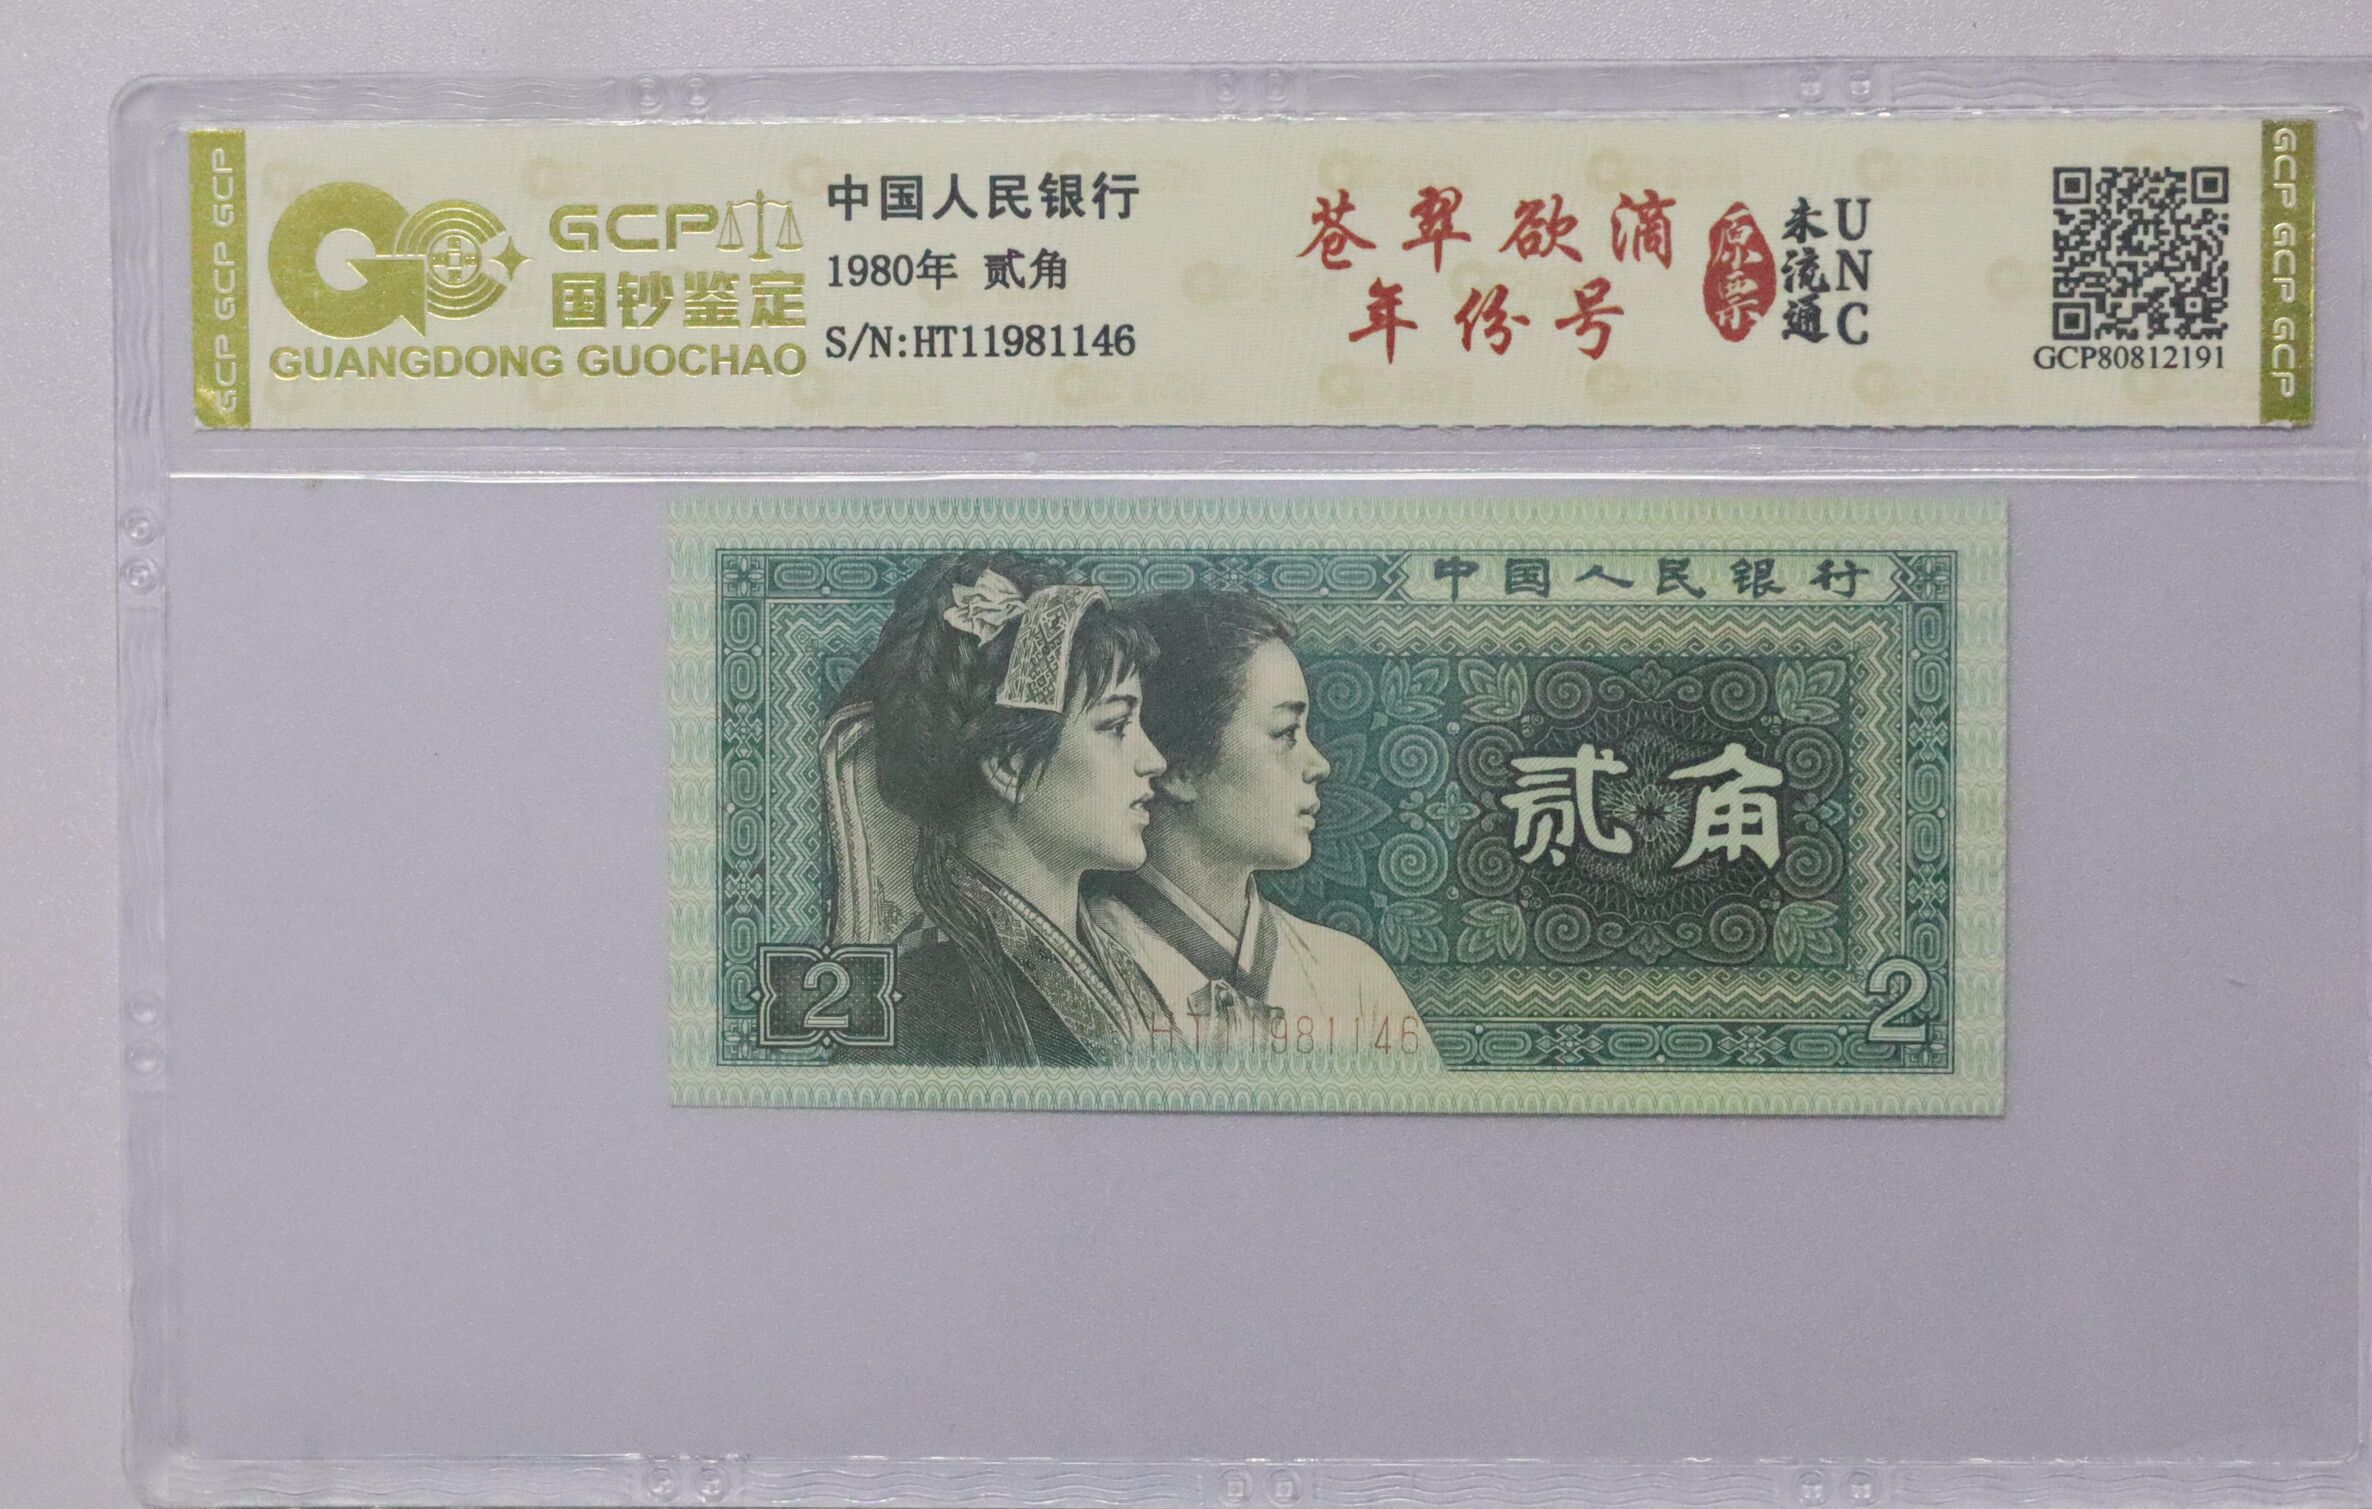 GCP GCP GCP
GCP
国钞鉴定
GUANGDONG GUOCHAO
中国人民银行
1980年 贰角
S/N:HT11981146
苍翠欲滴
年份号
原票
未流通
UNC
GCP80812191
GCP GCP GCP
中国人民银行
贰角
2
HT11981146
2